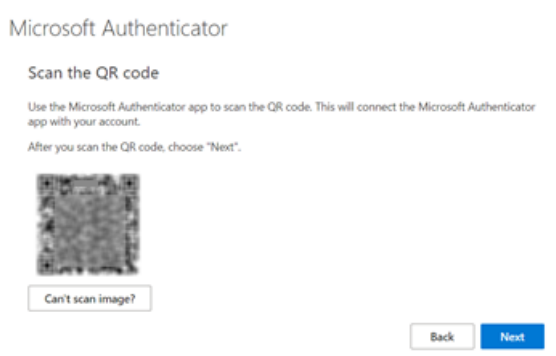 Microsoft Authenticator
Scan the QR code
Use the Microsoft Authenticator app to scan the QR code. This will connect the Microsoft Authenticator
app with your account.
After you scan the QR code, choose "Next".
Can't scan image?
Back
Next